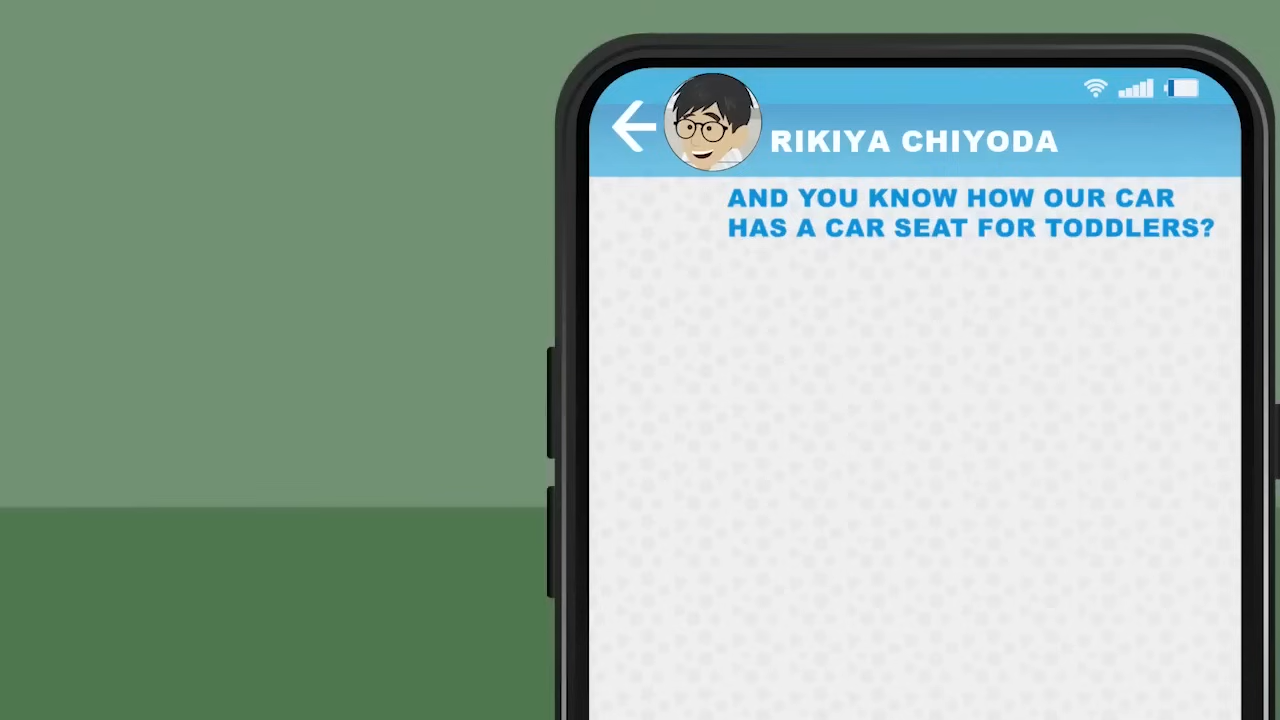 RIKIYA CHIYODA
AND YOU KNOW HOW OUR CAR
HAS A CAR SEAT FOR TODDLERS?